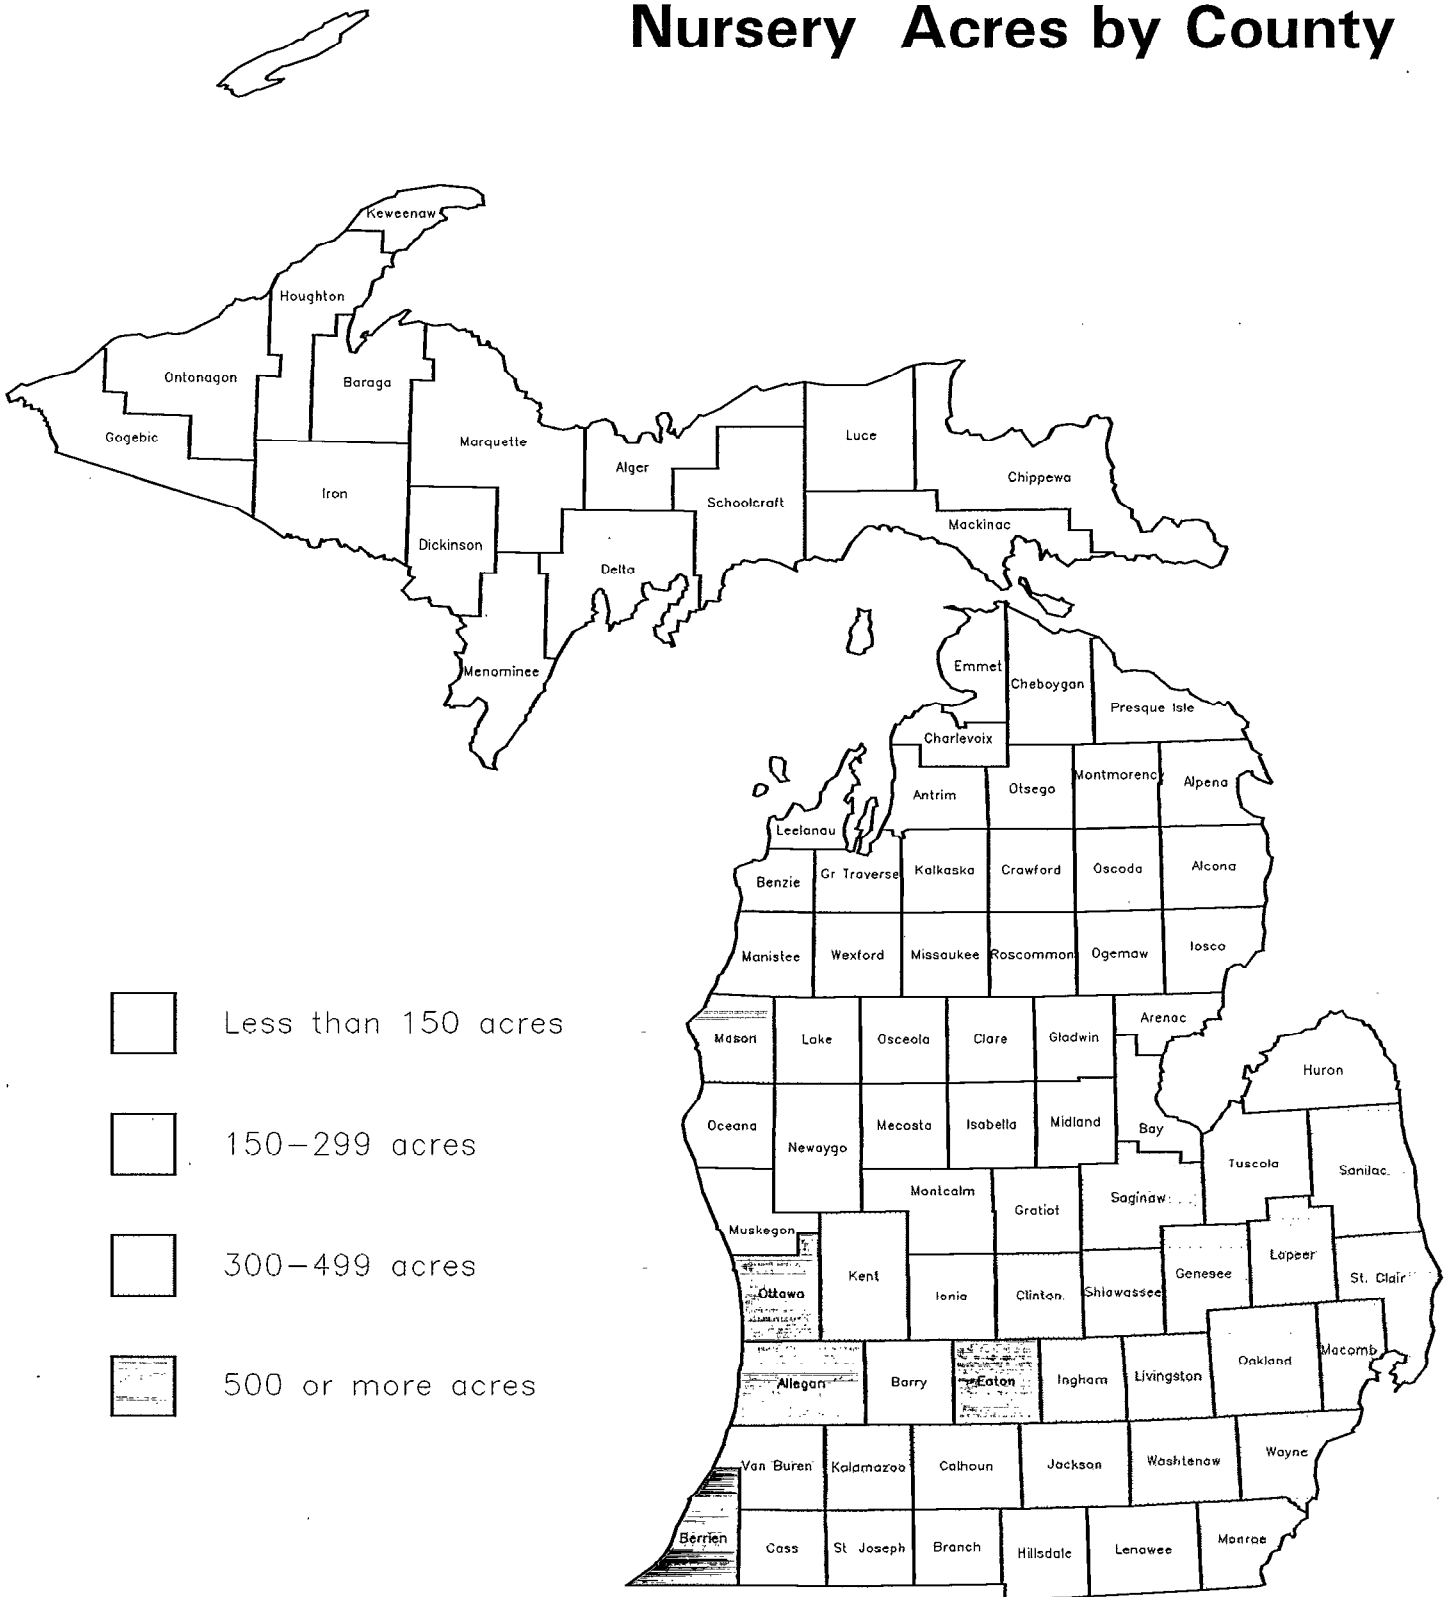 Nursery Acres by County
Keweenaw
Houghton
Ontonagon
Baraga
Gogebic
Marquette
Luce
Alger
Chippewa
Iron
Schoolcraft
Mackinac
Dickinson
Delta
Menominee
Emmet
Cheboygan
Presque Isle
Charlevoix
Montmorenc
Alpena
Antrim
Otsego
Leelanau
Benzie
Gr Traverse
Kalkaska
Crawford
Oscoda
Alcona
Manistee
Wexford
Missaukee
Roscommon
Ogemaw
Iosco
Less than 150 acres
Mason
Lake
Osceola
Clare
Gladwin
Arenac
Huron
150-299 acres
Oceana
Newaygo
Mecosta
Isabella
Midland
Bay
Tuscola
Sanilac
Montcalm
Gratiot
Saginaw
Muskegon
300-499 acres
Ottawa
Kent
Ionia
Clinton
Shiawassee
Genesee
Lapeer
St. Clair
500 or more acres
Allegan
Barry
Eaton
Ingham
Livingston
Oakland
Macomb
Van Buren
Kalamazoo
Calhoun
Jackson
Washtenaw
Wayne
Berrien
Cass
St Joseph
Branch
Hillsdale
Lenawee
Monroe